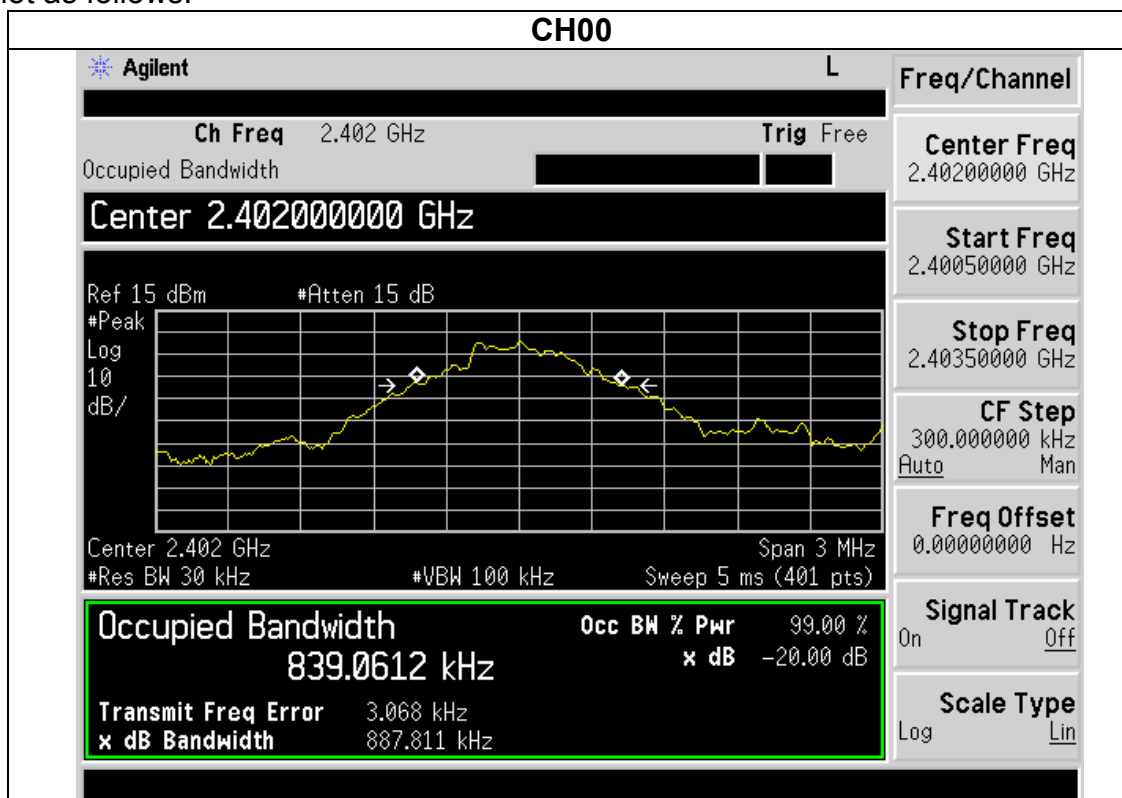 CH00
Agilent L
Ch Freq 2.402 GHz Trig Free
Occupied Bandwidth
Center 2.402000000 GHz
Ref 15 dBm #Atten 15 dB
#Peak
Log
10
dB/
Center 2.402 GHz Span 3 MHz
#Res BW 30 kHz #VBW 100 kHz Sweep 5 ms (401 pts)
Occupied Bandwidth Occ BW % Pwr 99.00 %
839.0612 kHz x dB -20.00 dB
Transmit Freq Error 3.068 kHz
x dB Bandwidth 887.811 kHz
Freq/Channel
Center Freq
2.40200000 GHz
Start Freq
2.40050000 GHz
Stop Freq
2.40350000 GHz
CF Step
300.000000 kHz
Auto Man
Freq Offset
0.00000000 Hz
Signal Track
On Off
Scale Type
Log Lin